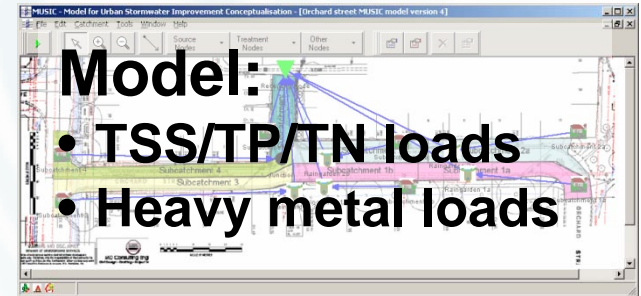 MUSIC - Model for Urban Stormwater Improvement Conceptualisation - [Orchard street MUSIC model version 4]
File Edit Catchment Tools Window Help
Source Nodes Treatment Nodes Other Nodes
Model:
• TSS/TP/TN loads
Subcatchment 4 Subcatchment 1b Subcatchment 1a
Subcatchment 3 Raingarden 1a
• Heavy metal loads
ORCHARD